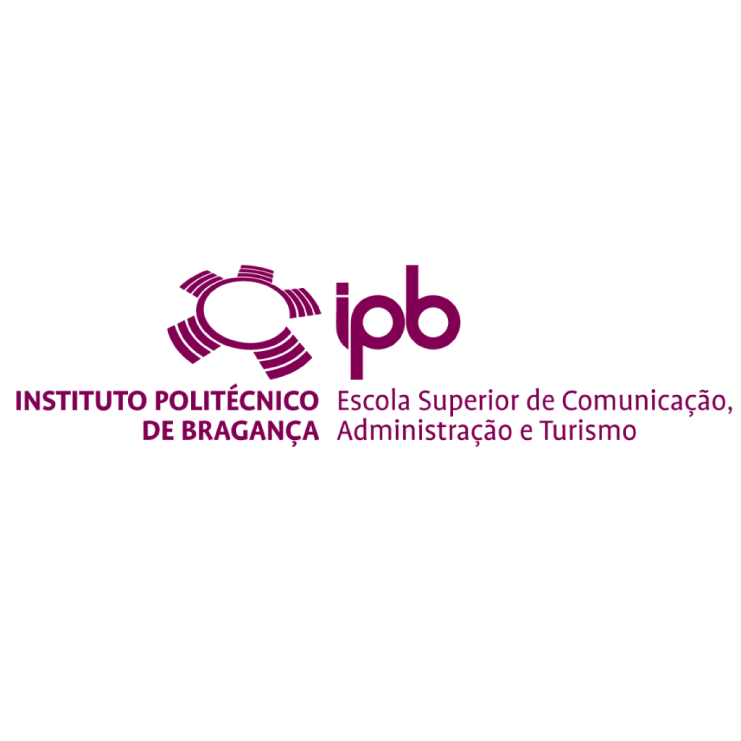 ipb
INSTITUTO POLITÉCNICO
DE BRAGANÇA
Escola Superior de Comunicação,
Administração e Turismo